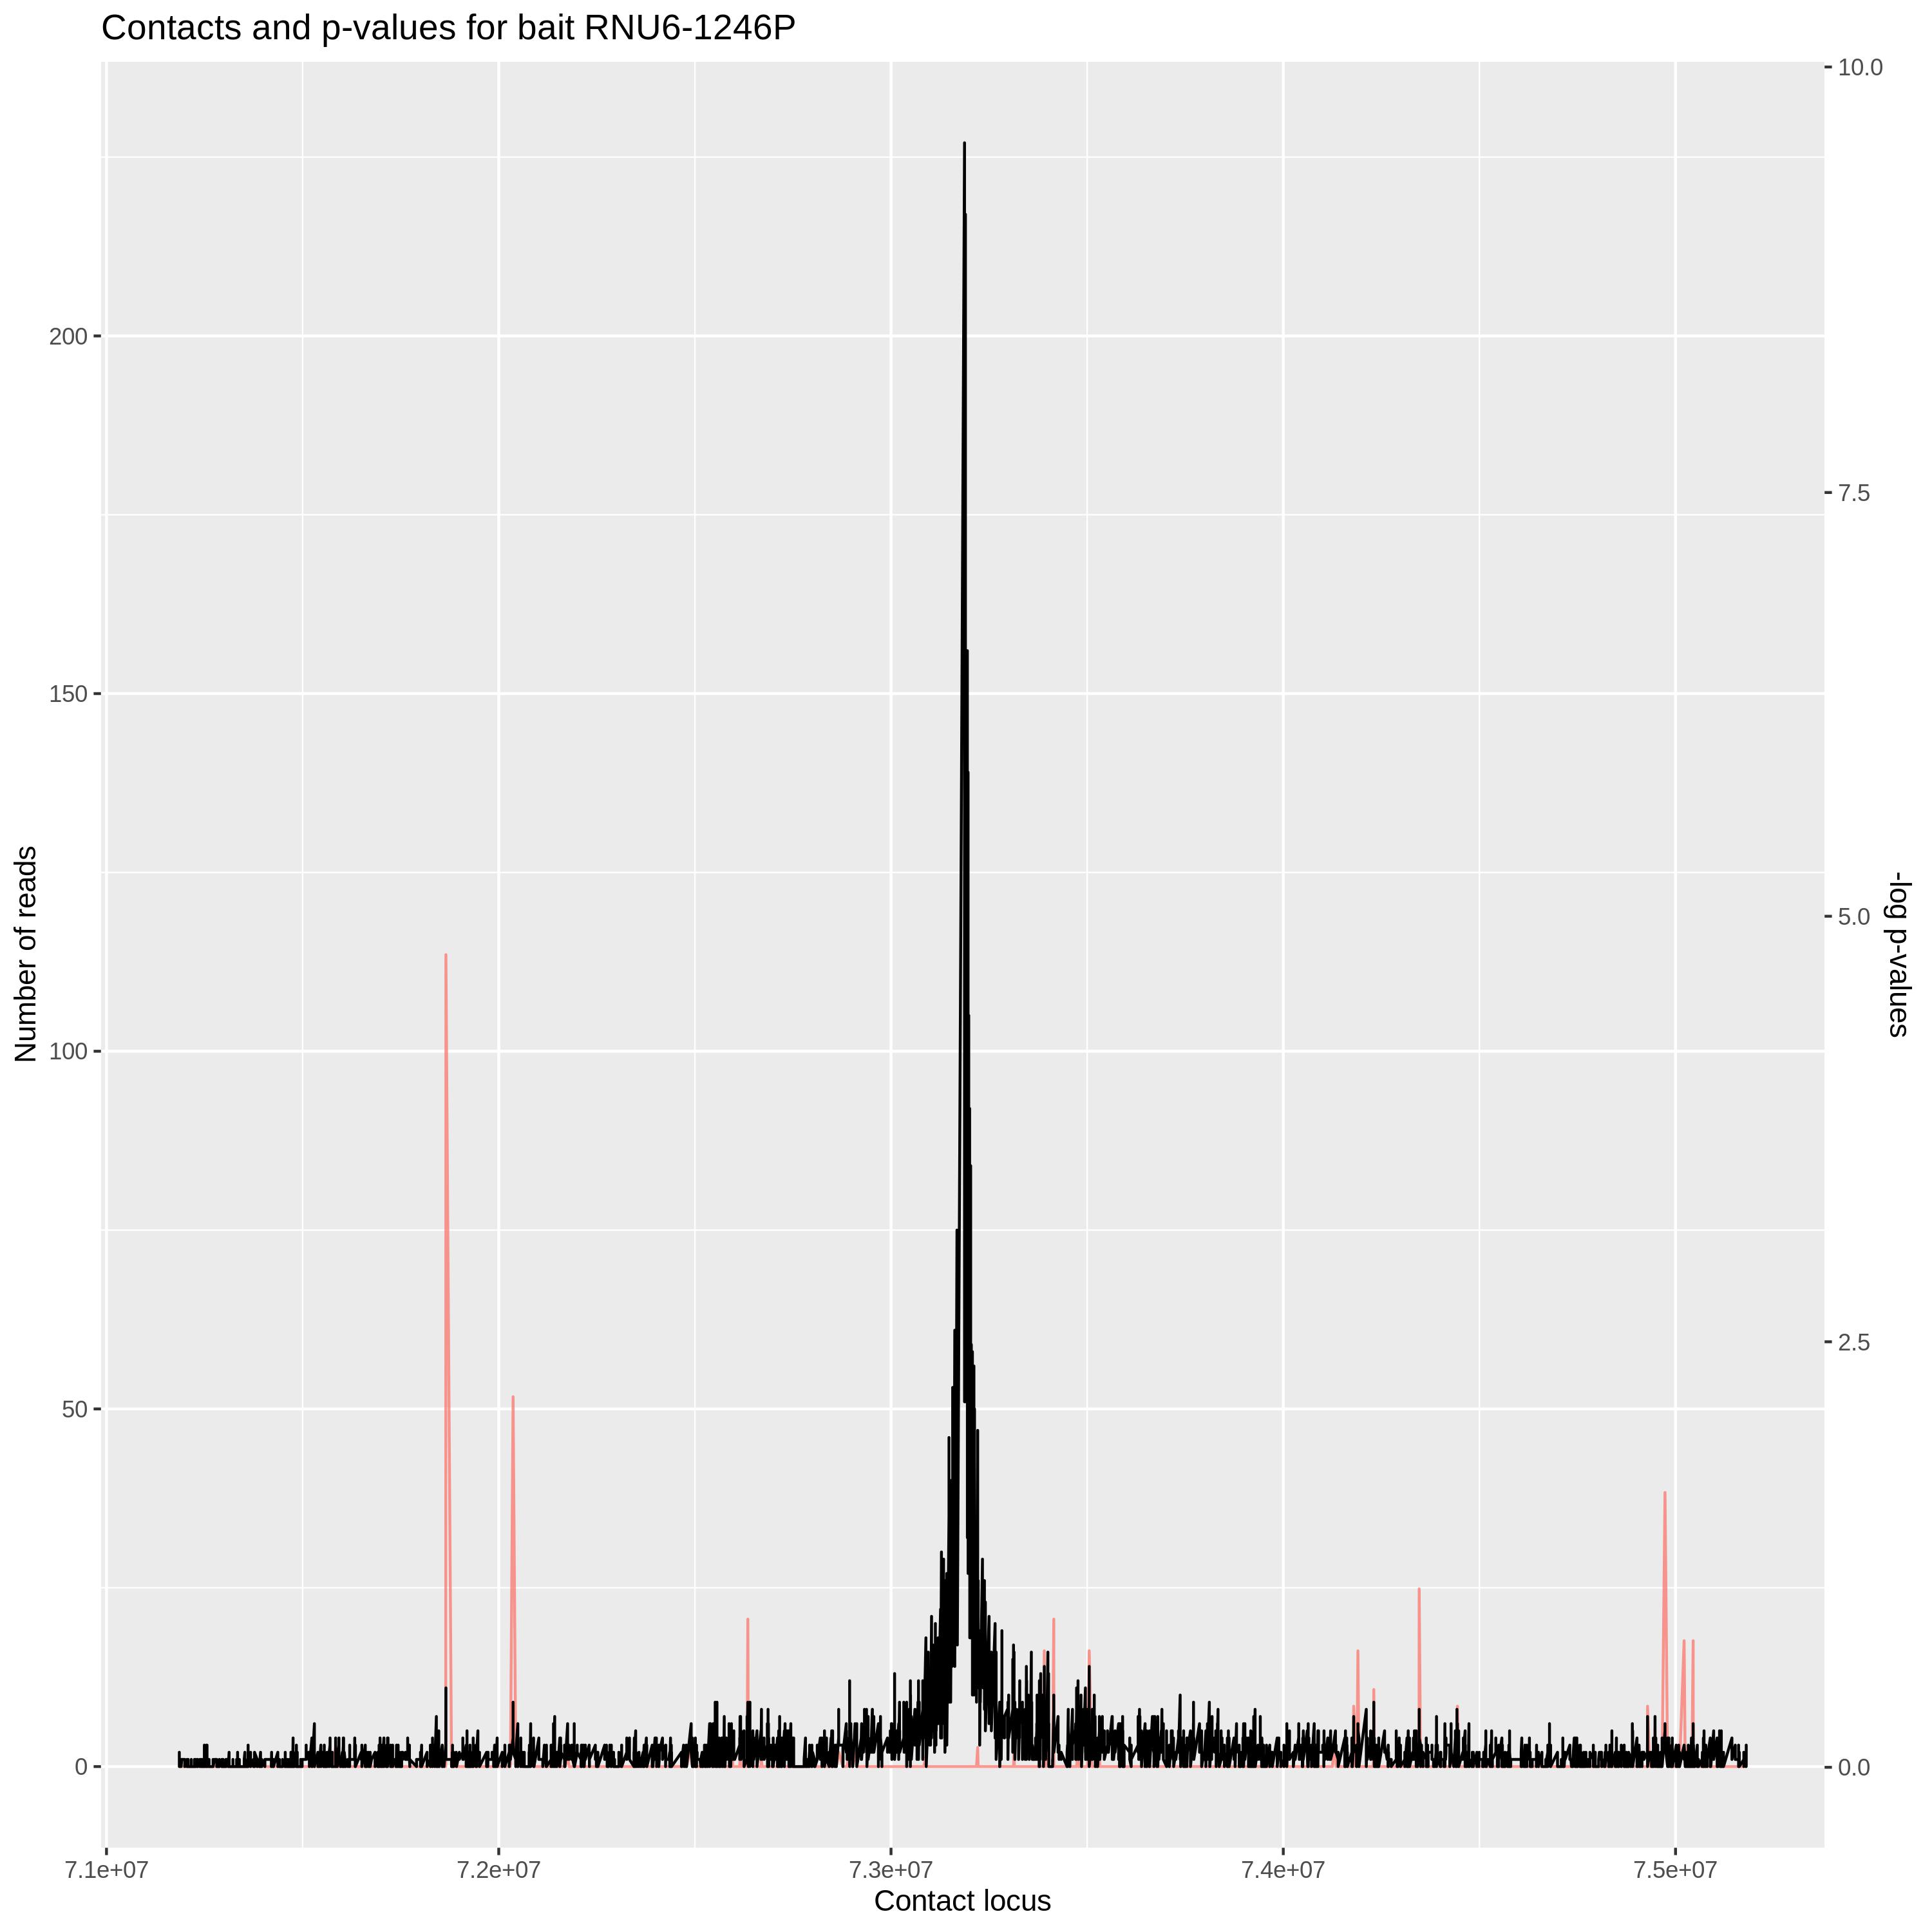 Contacts and p-values for bait RNU6-1246P
10.0
7.5
5.0
2.5
0.0
200
150
100
50
0
Number of reads
-log p-values
7.1e+07 7.2e+07 7.3e+07 7.4e+07 7.5e+07
Contact locus